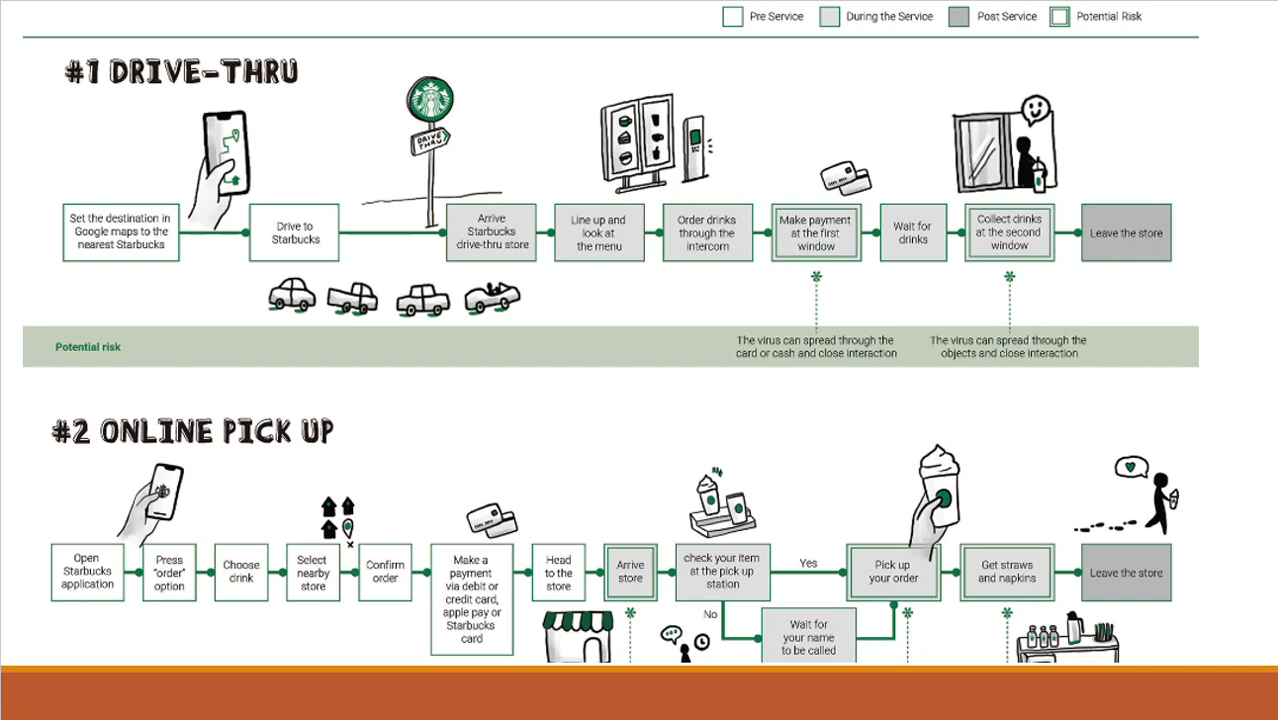 Pre Service
During the Service
Post Service
Potential Risk
#1 DRIVE-THRU
DRIVE
THRU
Set the destination in
Google maps to the
nearest Starbucks
Drive to
Starbucks
Arrive
Starbucks
drive-thru store
Line up and
look at
the menu
Order drinks
through the
intercom
Make payment
at the first
window
Wait for
drinks
Collect drinks
at the second
window
Leave the store
Potential risk
The virus can spread through the
card or cash and close interaction
The virus can spread through the
objects and close interaction
#2 ONLINE PICK UP
Open
Starbucks
application
Press
"order"
option
Choose
drink
Select
nearby
store
Confirm
order
Make a
payment
via debit or
credit card,
apple pay or
Starbucks
card
Head
to the
store
Arrive
store
check your item
at the pick up
station
Yes
No
Wait for
your name
to be called
Pick up
your order
Get straws
and napkins
Leave the store